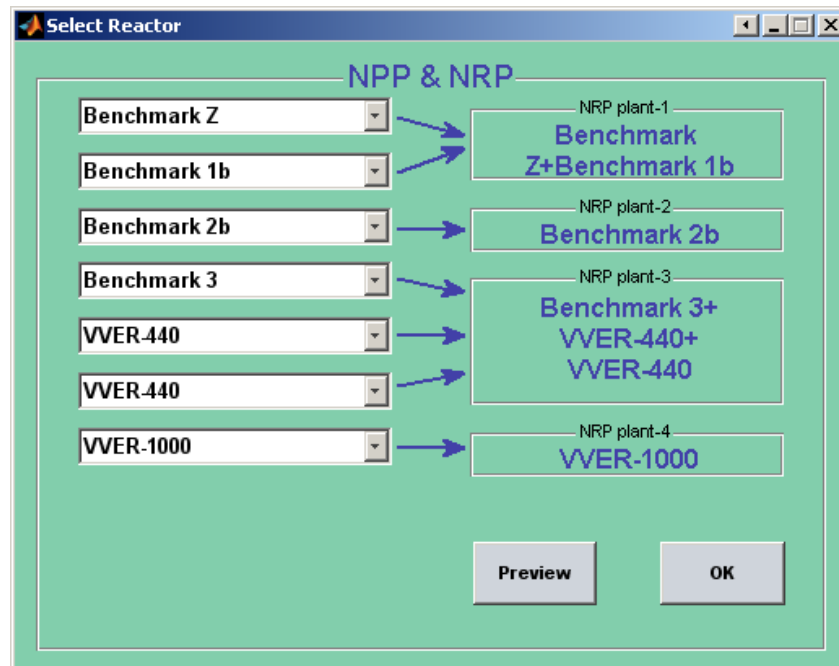 Select Reactor
NPP & NRP
Benchmark Z
Benchmark 1b
Benchmark 2b
Benchmark 3
VVER-440
VVER-440
VVER-1000
NRP plant-1
Benchmark
Z+Benchmark 1b
NRP plant-2
Benchmark 2b
NRP plant-3
Benchmark 3+
VVER-440+
VVER-440
NRP plant-4
VVER-1000
Preview
OK